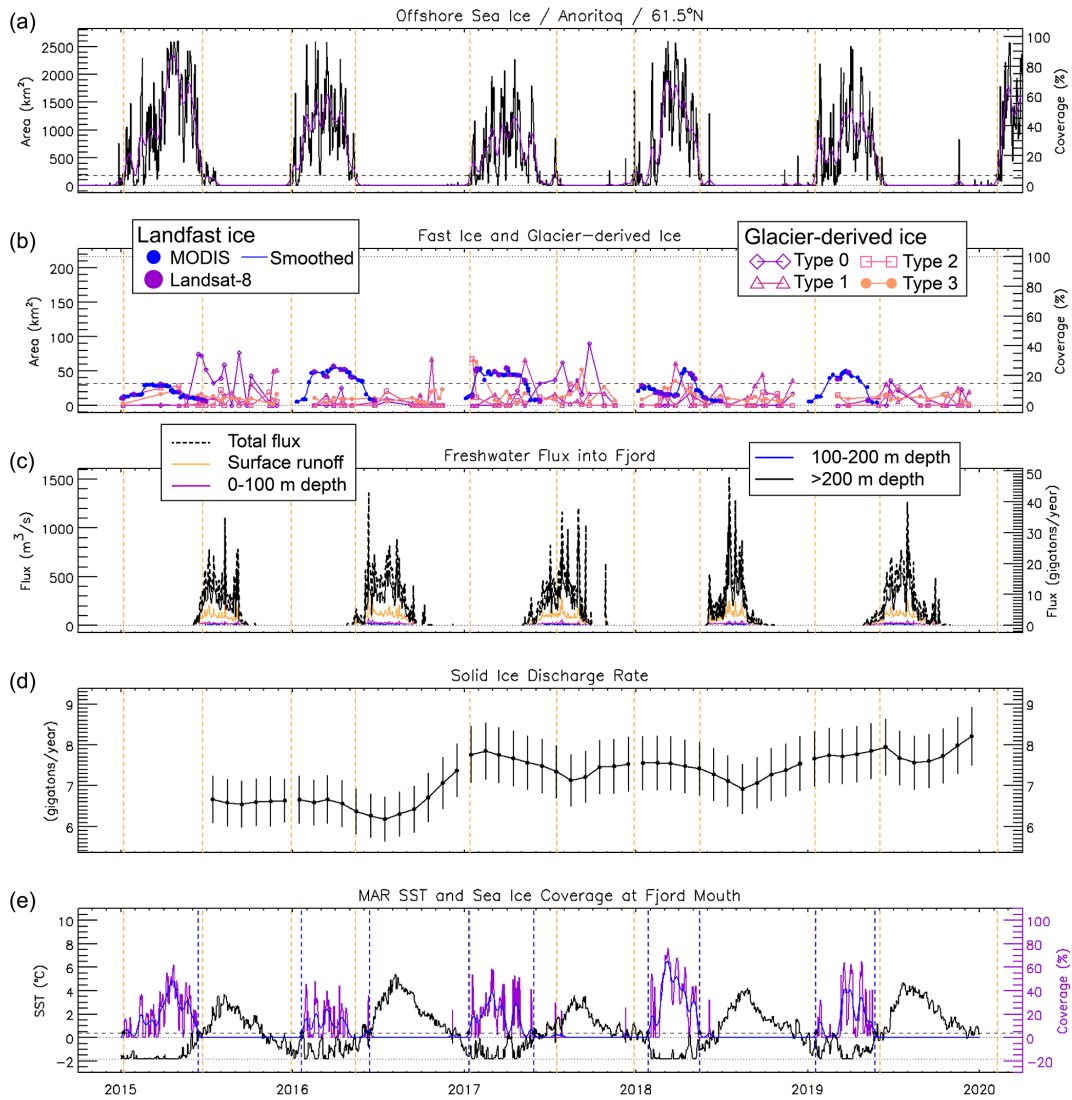 (a)
Offshore Sea Ice / Anoritoq / 61.5°N
Area (km²)
2500
2000
1500
1000
500
0
100
80
60
40
20
0
Coverage (%)
(b)
Fast Ice and Glacier-derived Ice
Landfast ice
MODIS
Smoothed
Landsat-8
Glacier-derived ice
Type 0
Type 2
Type 1
Type 3
Area (km²)
200
150
100
50
0
100
80
60
40
20
0
Coverage (%)
(c)
Freshwater Flux into Fjord
Total flux
Surface runoff
0-100 m depth
100-200 m depth
>200 m depth
Flux (m³/s)
1500
1000
500
0
50
40
30
20
10
0
Flux (gigatons/year)
(d)
Solid Ice Discharge Rate
(gigatons/year)
9
8
7
6
9
8
7
6
(e)
MAR SST and Sea Ice Coverage at Fjord Mouth
SST (°C)
10
8
6
4
2
0
−2
100
80
60
40
20
0
−20
Coverage (%)
2015
2016
2017
2018
2019
2020